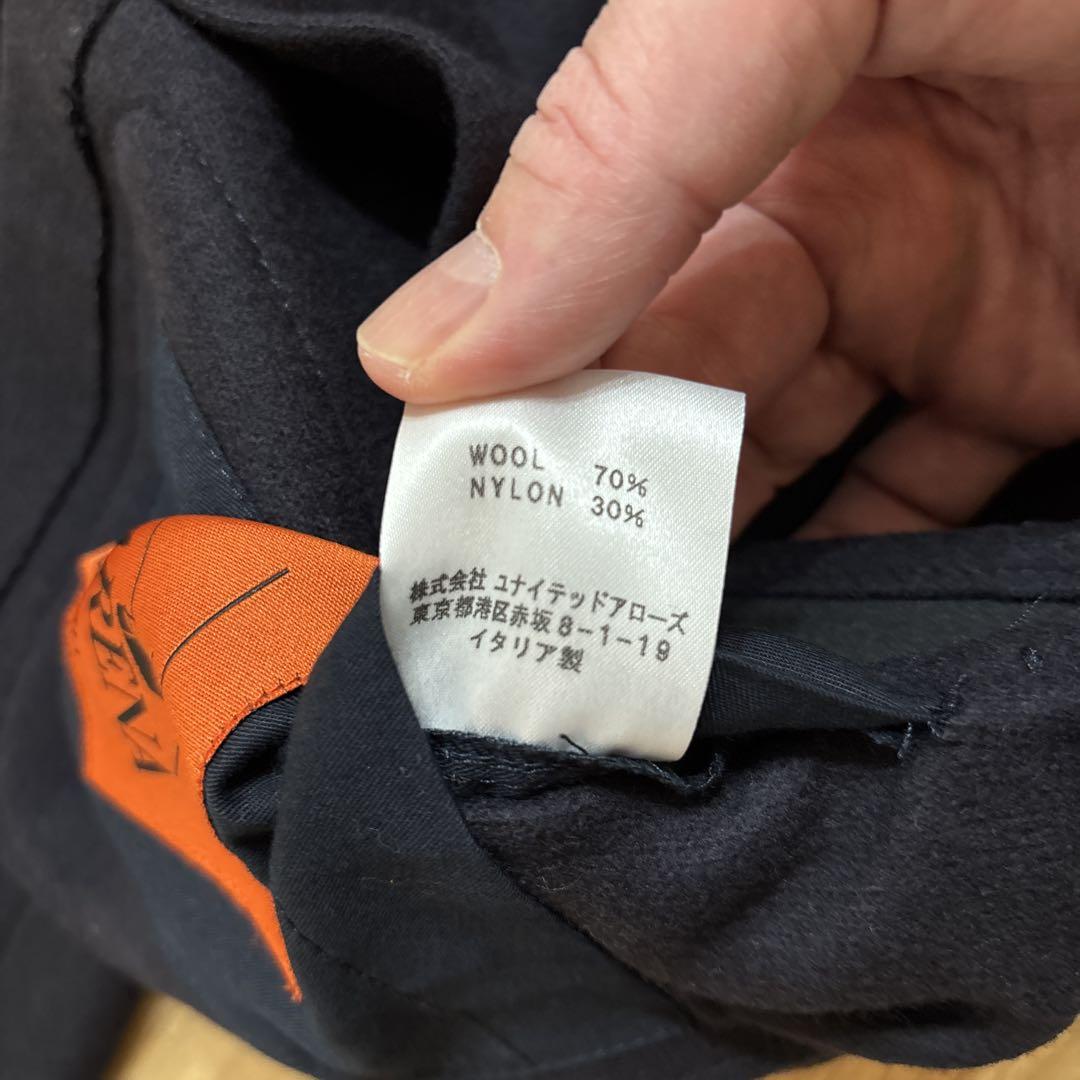 WOOL 70%
NYLON 30%
株式会社 ユナイテッドアローズ
東京都港区赤坂8-1-19
イタリア製